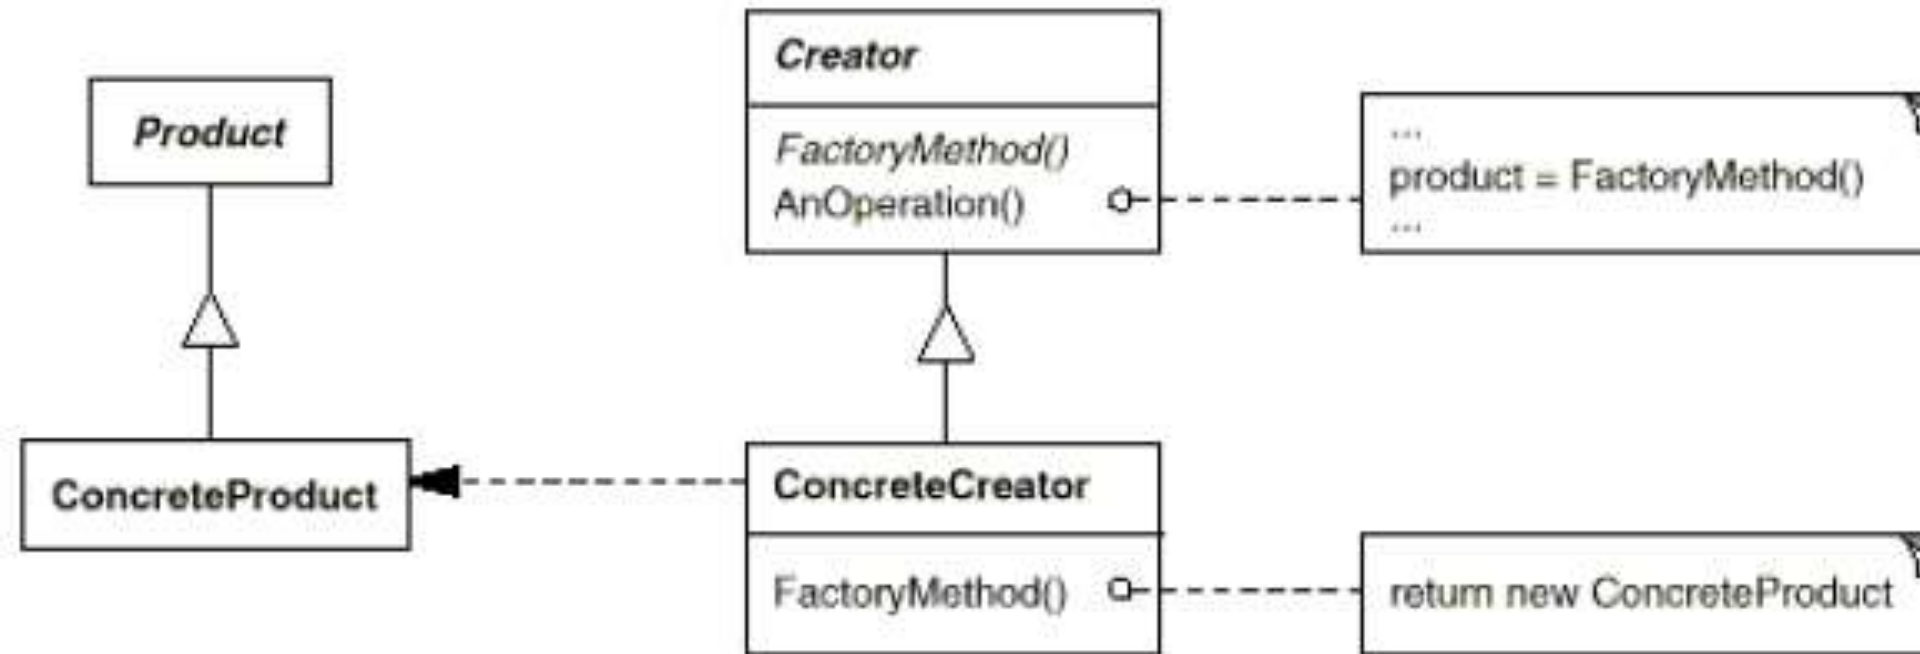 Product
Creator
FactoryMethod()
AnOperation()
...
product = FactoryMethod()
...
ConcreteProduct
ConcreteCreator
FactoryMethod()
return new ConcreteProduct